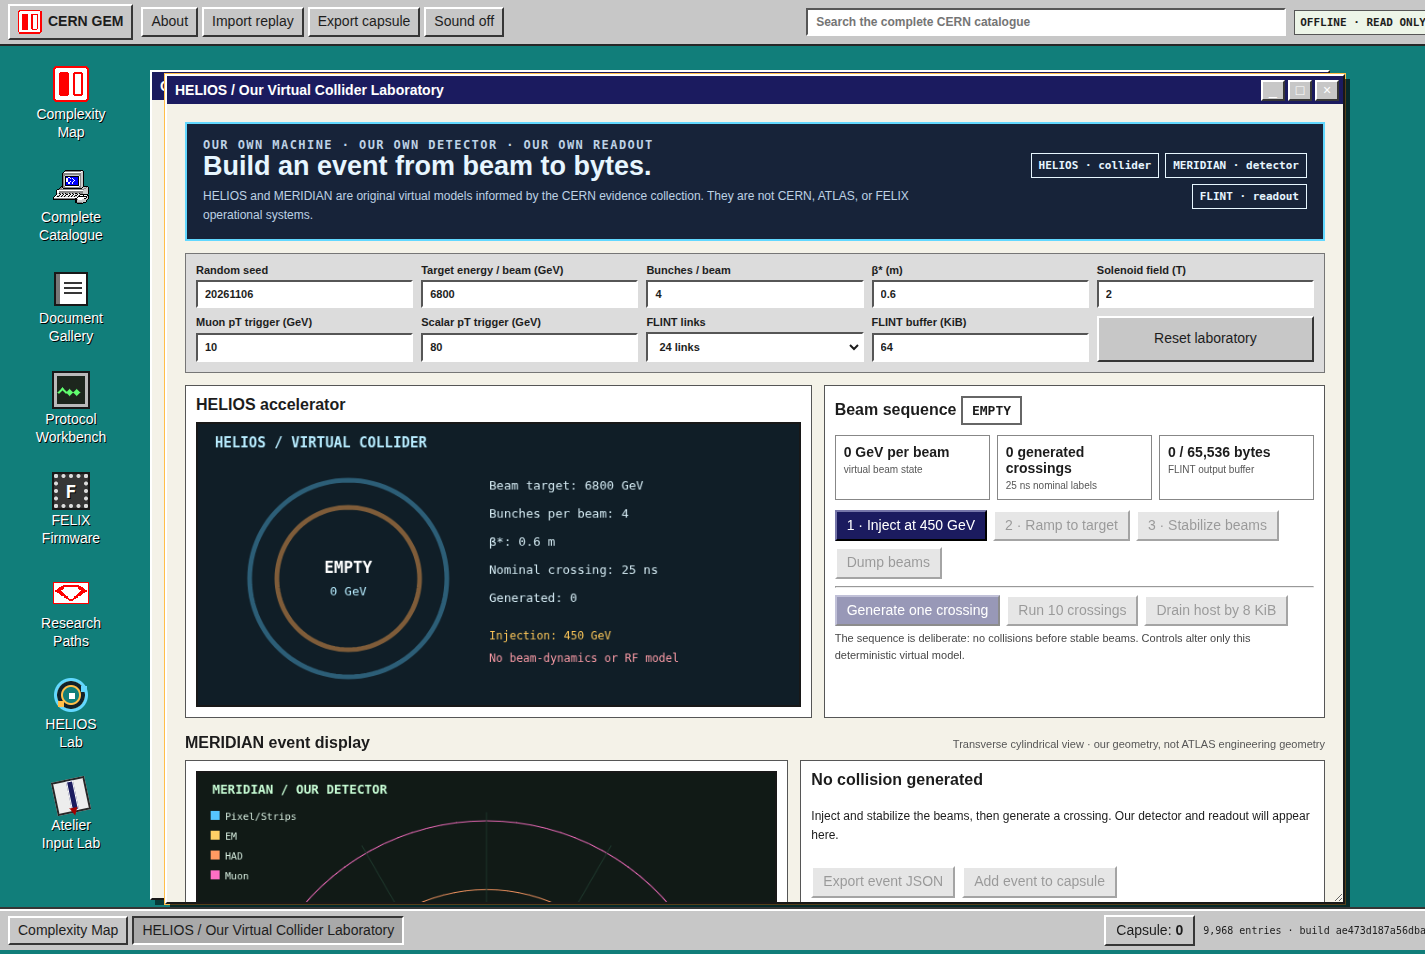 CERN GEM
About
Import replay
Export capsule
Sound off
Search the complete CERN catalogue
OFFLINE · READ ONLY
Complexity
Map
Complete
Catalogue
Document
Gallery
Protocol
Workbench
F
FELIX
Firmware
Research
Paths
HELIOS
Lab
Atelier
Input Lab
HELIOS / Our Virtual Collider Laboratory
OUR OWN MACHINE · OUR OWN DETECTOR · OUR OWN READOUT
Build an event from beam to bytes.
HELIOS and MERIDIAN are original virtual models informed by the CERN evidence collection. They are not CERN, ATLAS, or FELIX
operational systems.
HELIOS · collider
MERIDIAN · detector
FLINT · readout
Random seed
Target energy / beam (GeV)
Bunches / beam
β* (m)
Solenoid field (T)
20261106
6800
4
0.6
2
Muon pT trigger (GeV)
Scalar pT trigger (GeV)
FLINT links
FLINT buffer (KiB)
10
80
24 links
64
Reset laboratory
HELIOS accelerator
HELIOS / VIRTUAL COLLIDER
EMPTY
0 GeV
Beam target: 6800 GeV
Bunches per beam: 4
β*: 0.6 m
Nominal crossing: 25 ns
Generated: 0
Injection: 450 GeV
No beam-dynamics or RF model
Beam sequence EMPTY
0 GeV per beam
virtual beam state
0 generated
crossings
25 ns nominal labels
0 / 65,536 bytes
FLINT output buffer
1 · Inject at 450 GeV
2 · Ramp to target
3 · Stabilize beams
Dump beams
Generate one crossing
Run 10 crossings
Drain host by 8 KiB
The sequence is deliberate: no collisions before stable beams. Controls alter only this
deterministic virtual model.
MERIDIAN event display
Transverse cylindrical view · our geometry, not ATLAS engineering geometry
MERIDIAN / OUR DETECTOR
Pixel/Strips
EM
HAD
Muon
No collision generated
Inject and stabilize the beams, then generate a crossing. Our detector and readout will appear
here.
Export event JSON
Add event to capsule
Complexity Map
HELIOS / Our Virtual Collider Laboratory
Capsule: 0
9,968 entries · build ae473d187a56dba